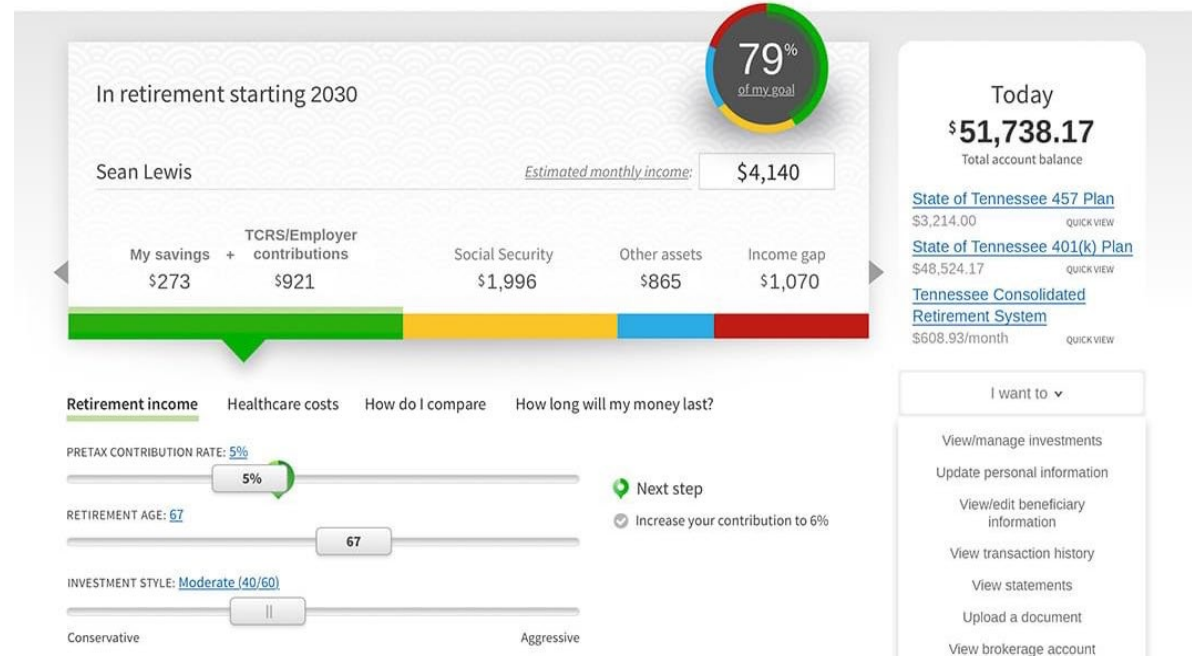 In retirement starting 2030
79%
of my goal
Sean Lewis
Estimated monthly income: $4,140
My savings + TCRS/Employer contributions
$273 $921
Social Security
$1,996
Other assets
$865
Income gap
$1,070
Retirement income Healthcare costs How do I compare How long will my money last?
PRETAX CONTRIBUTION RATE: 5%
5%
RETIREMENT AGE: 67
67
INVESTMENT STYLE: Moderate (40/60)
Conservative Aggressive
Next step
Increase your contribution to 6%
Today
$51,738.17
Total account balance
State of Tennessee 457 Plan
$3,214.00 QUICK VIEW
State of Tennessee 401(k) Plan
$48,524.17 QUICK VIEW
Tennessee Consolidated
Retirement System
$608.93/month QUICK VIEW
I want to
View/manage investments
Update personal information
View/edit beneficiary
information
View transaction history
View statements
Upload a document
View brokerage account